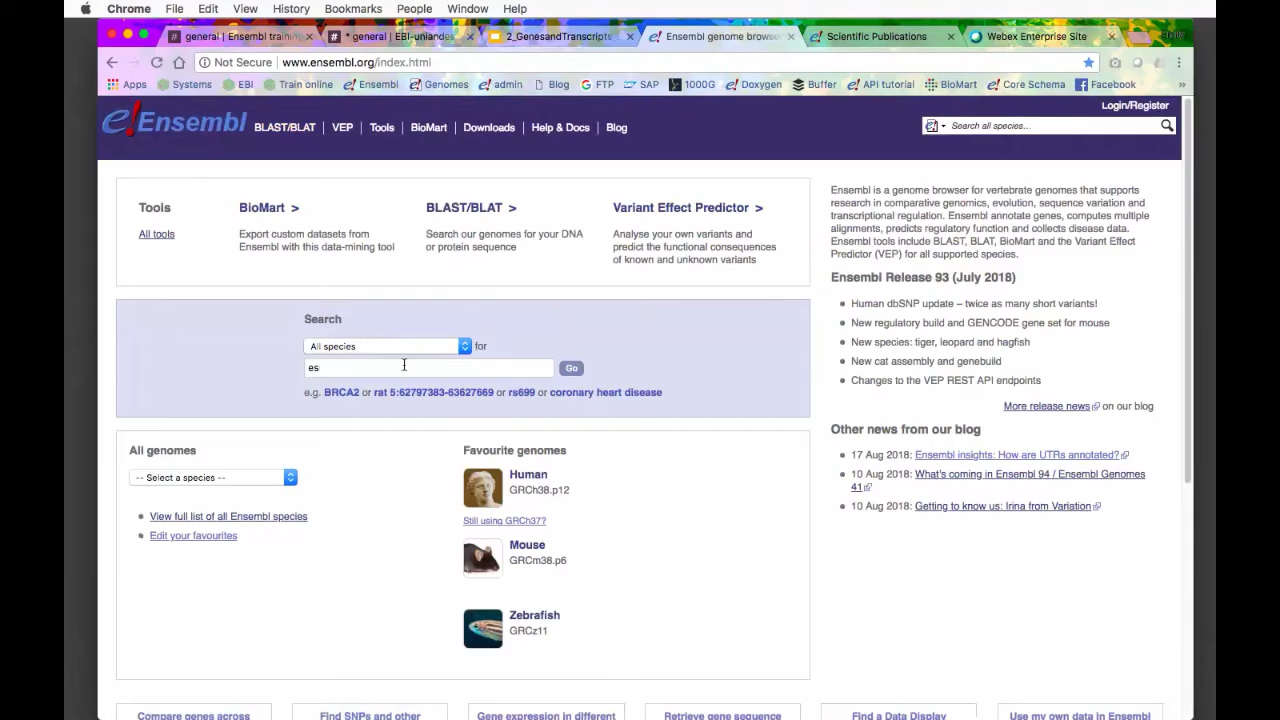 Chrome File Edit View History Bookmarks People Window Help
general | Ensembl training * general | EBI-uniandes 2_GenesandTranscripts Ensembl genome browser Scientific Publications Webex Enterprise Site
Not Secure www.ensembl.org/index.html
Apps Systems EBI Train online Ensembl Genomes admin Blog FTP SAP 1000G Doxygen Buffer API tutorial BioMart Core Schema Facebook »
Login/Register
e!Ensembl BLAST/BLAT VEP Tools BioMart Downloads Help & Docs Blog Search all species...
Tools
All tools
BioMart >
Export custom datasets from
Ensembl with this data-mining tool
BLAST/BLAT >
Search our genomes for your DNA
or protein sequence
Variant Effect Predictor >
Analyse your own variants and
predict the functional consequences
of known and unknown variants
Search
All species for
es Go
e.g. BRCA2 or rat 5:62797383-63627669 or rs699 or coronary heart disease
All genomes
-- Select a species --
View full list of all Ensembl species
Edit your favourites
Favourite genomes
Human
GRCh38.p12
Still using GRCh37?
Mouse
GRCm38.p6
Zebrafish
GRCz11
Ensembl is a genome browser for vertebrate genomes that supports
research in comparative genomics, evolution, sequence variation and
transcriptional regulation. Ensembl annotate genes, computes multiple
alignments, predicts regulatory function and collects disease data.
Ensembl tools include BLAST, BLAT, BioMart and the Variant Effect
Predictor (VEP) for all supported species.
Ensembl Release 93 (July 2018)
Human dbSNP update – twice as many short variants!
New regulatory build and GENCODE gene set for mouse
New species: tiger, leopard and hagfish
New cat assembly and genebuild
Changes to the VEP REST API endpoints
More release news on our blog
Other news from our blog
17 Aug 2018: Ensembl insights: How are UTRs annotated?
10 Aug 2018: What's coming in Ensembl 94 / Ensembl Genomes
41
10 Aug 2018: Getting to know us: Irina from Variation
Compare genes across Find SNPs and other Gene expression in different Retrieve gene sequence Find a Data Display Use my own data in Ensembl